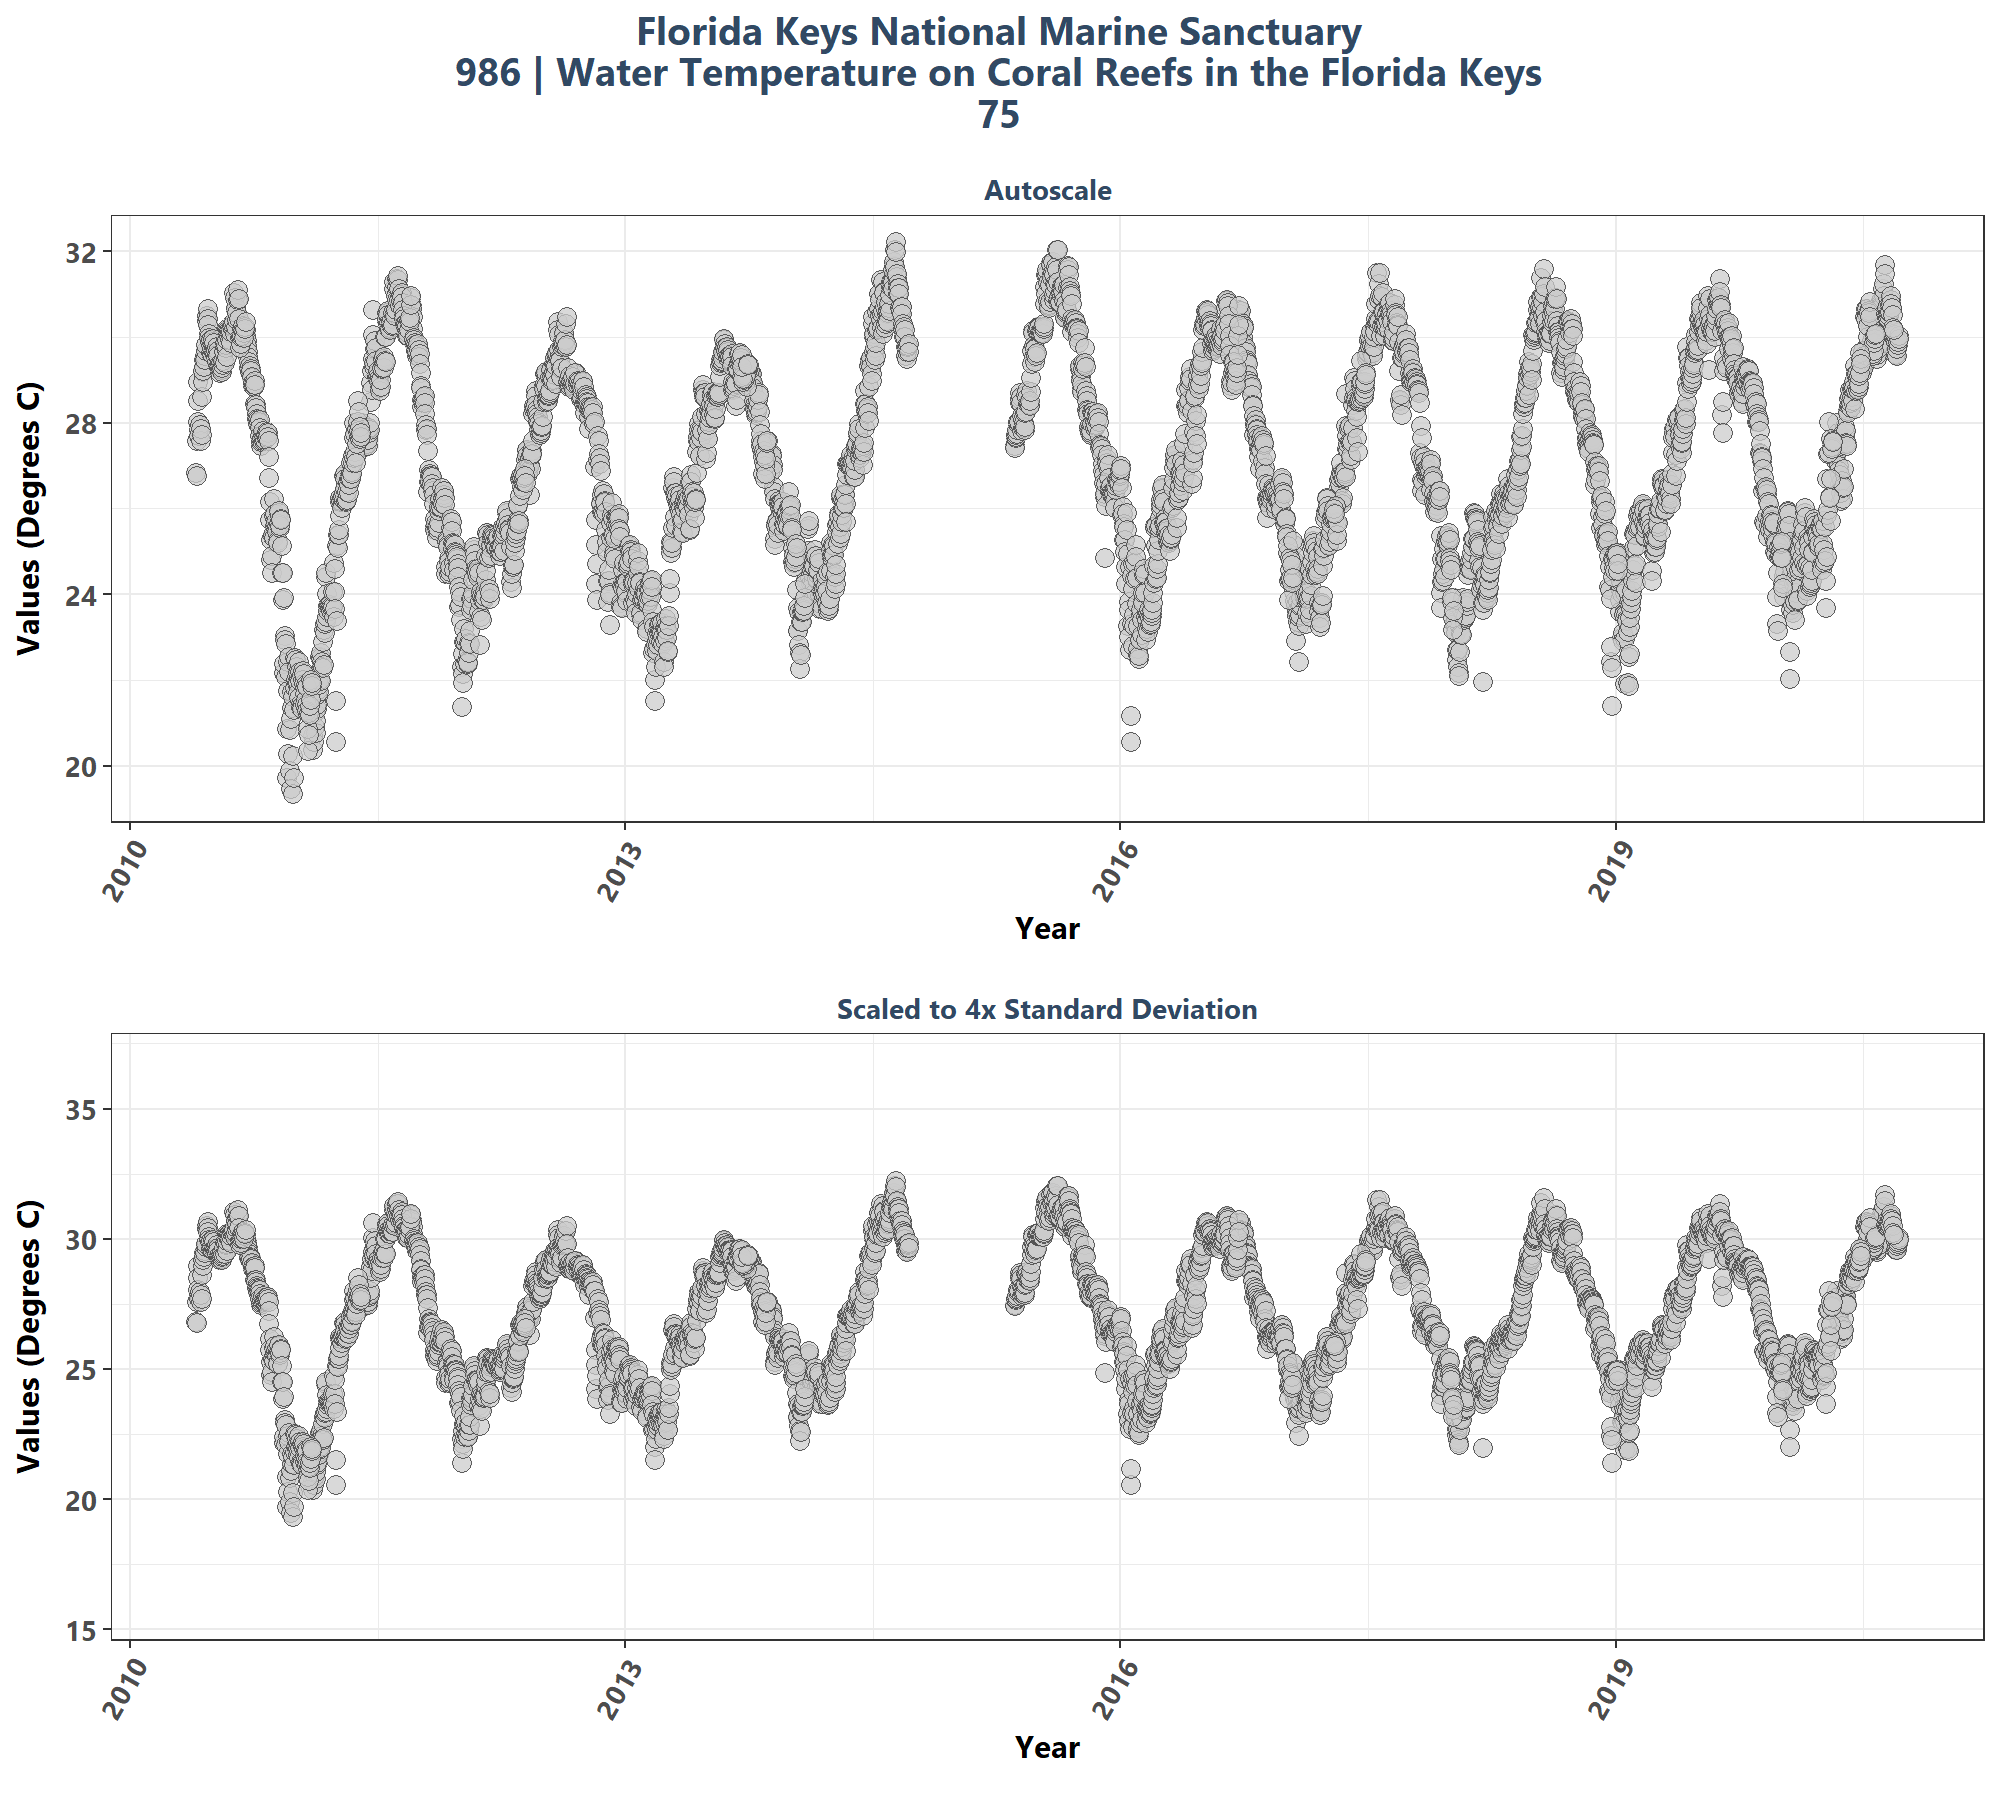 Florida Keys National Marine Sanctuary
986 | Water Temperature on Coral Reefs in the Florida Keys
75
Autoscale
Values (Degrees C)
32
28
24
20
2010
2013
2016
2019
Year
Scaled to 4x Standard Deviation
Values (Degrees C)
35
30
25
20
15
2010
2013
2016
2019
Year